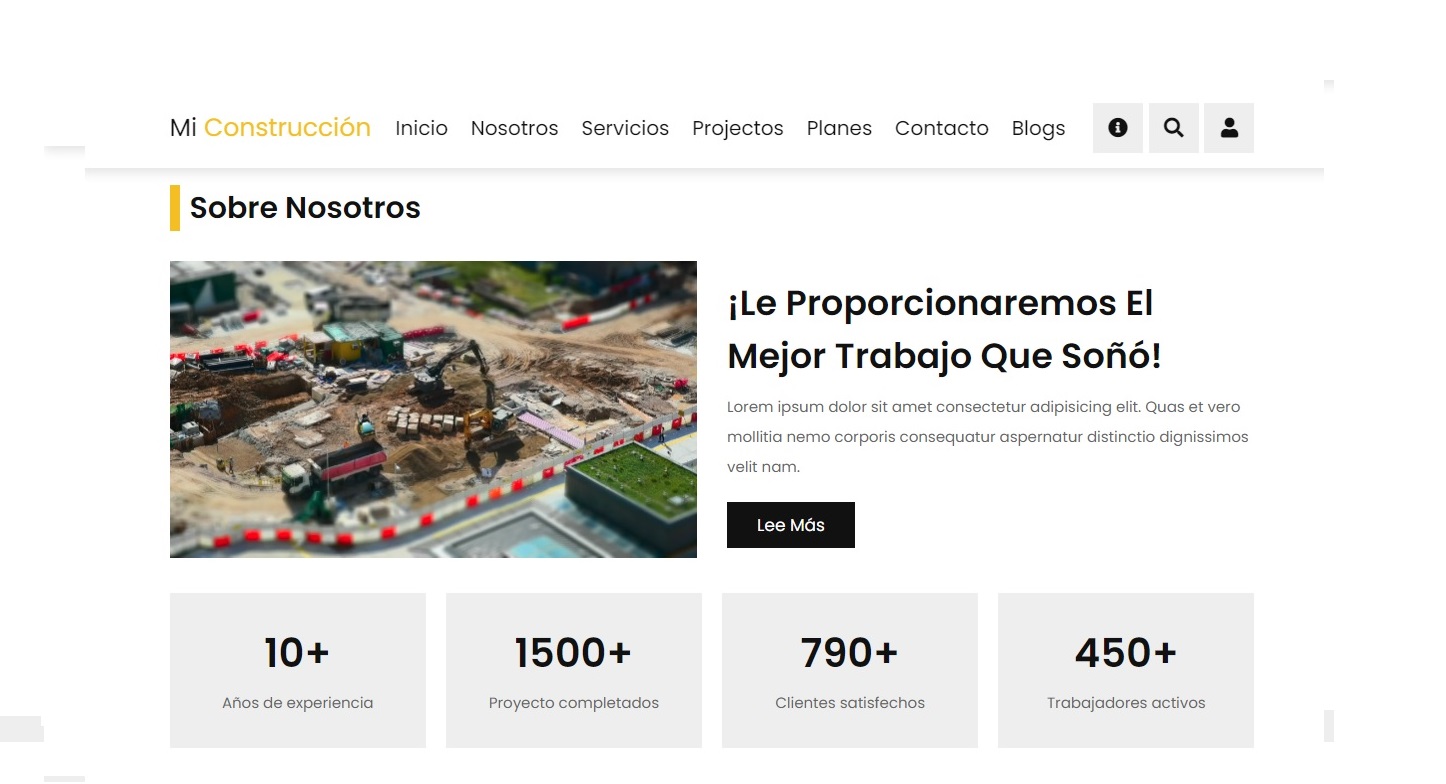 Mi Construcción Inicio Nosotros Servicios Projectos Planes Contacto Blogs
Sobre Nosotros
¡Le Proporcionaremos El
Mejor Trabajo Que Soñó!
Lorem ipsum dolor sit amet consectetur adipisicing elit. Quas et vero
mollitia nemo corporis consequatur aspernatur distinctio dignissimos
velit nam.
Lee Más
10+
Años de experiencia
1500+
Proyecto completados
790+
Clientes satisfechos
450+
Trabajadores activos